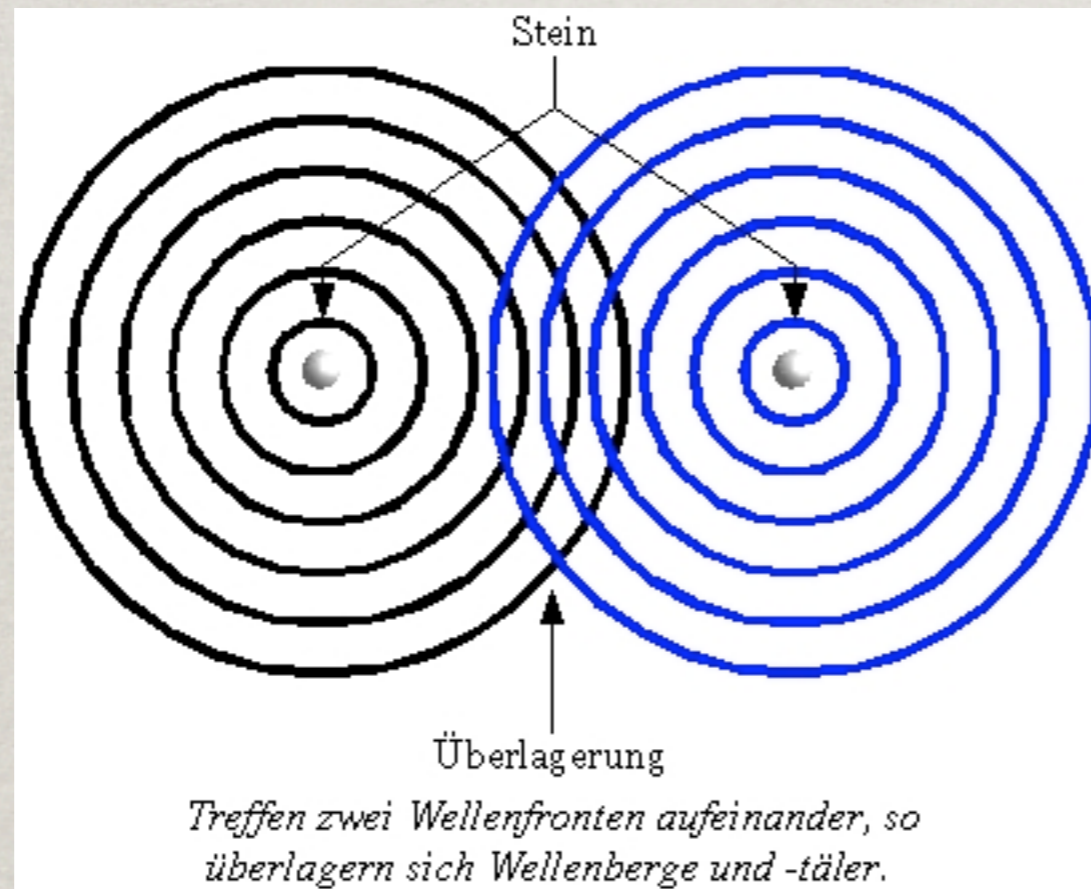 Stein
Überlagerung
Treffen zwei Wellenfronten aufeinander, so
überlagern sich Wellenberge und -täler.